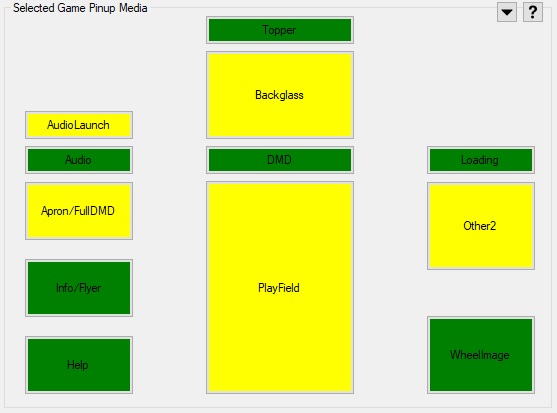 Selected Game Pinup Media
?
Topper
Backglass
AudioLaunch
Audio
DMD
Loading
Apron/FullDMD
Other2
Info/Flyer
PlayField
Help
WheelImage